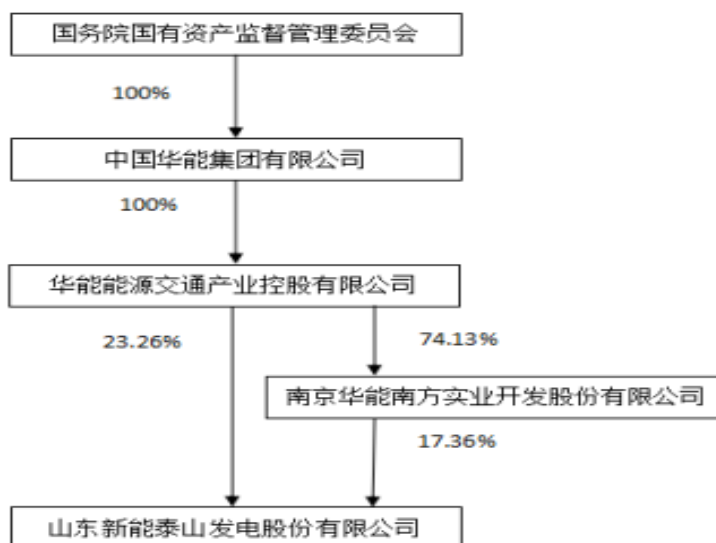 国务院国有资产监督管理委员会
100%
中国华能集团有限公司
100%
华能能源交通产业控股有限公司
23.26%
74.13%
南京华能南方实业开发股份有限公司
17.36%
山东新能泰山发电股份有限公司